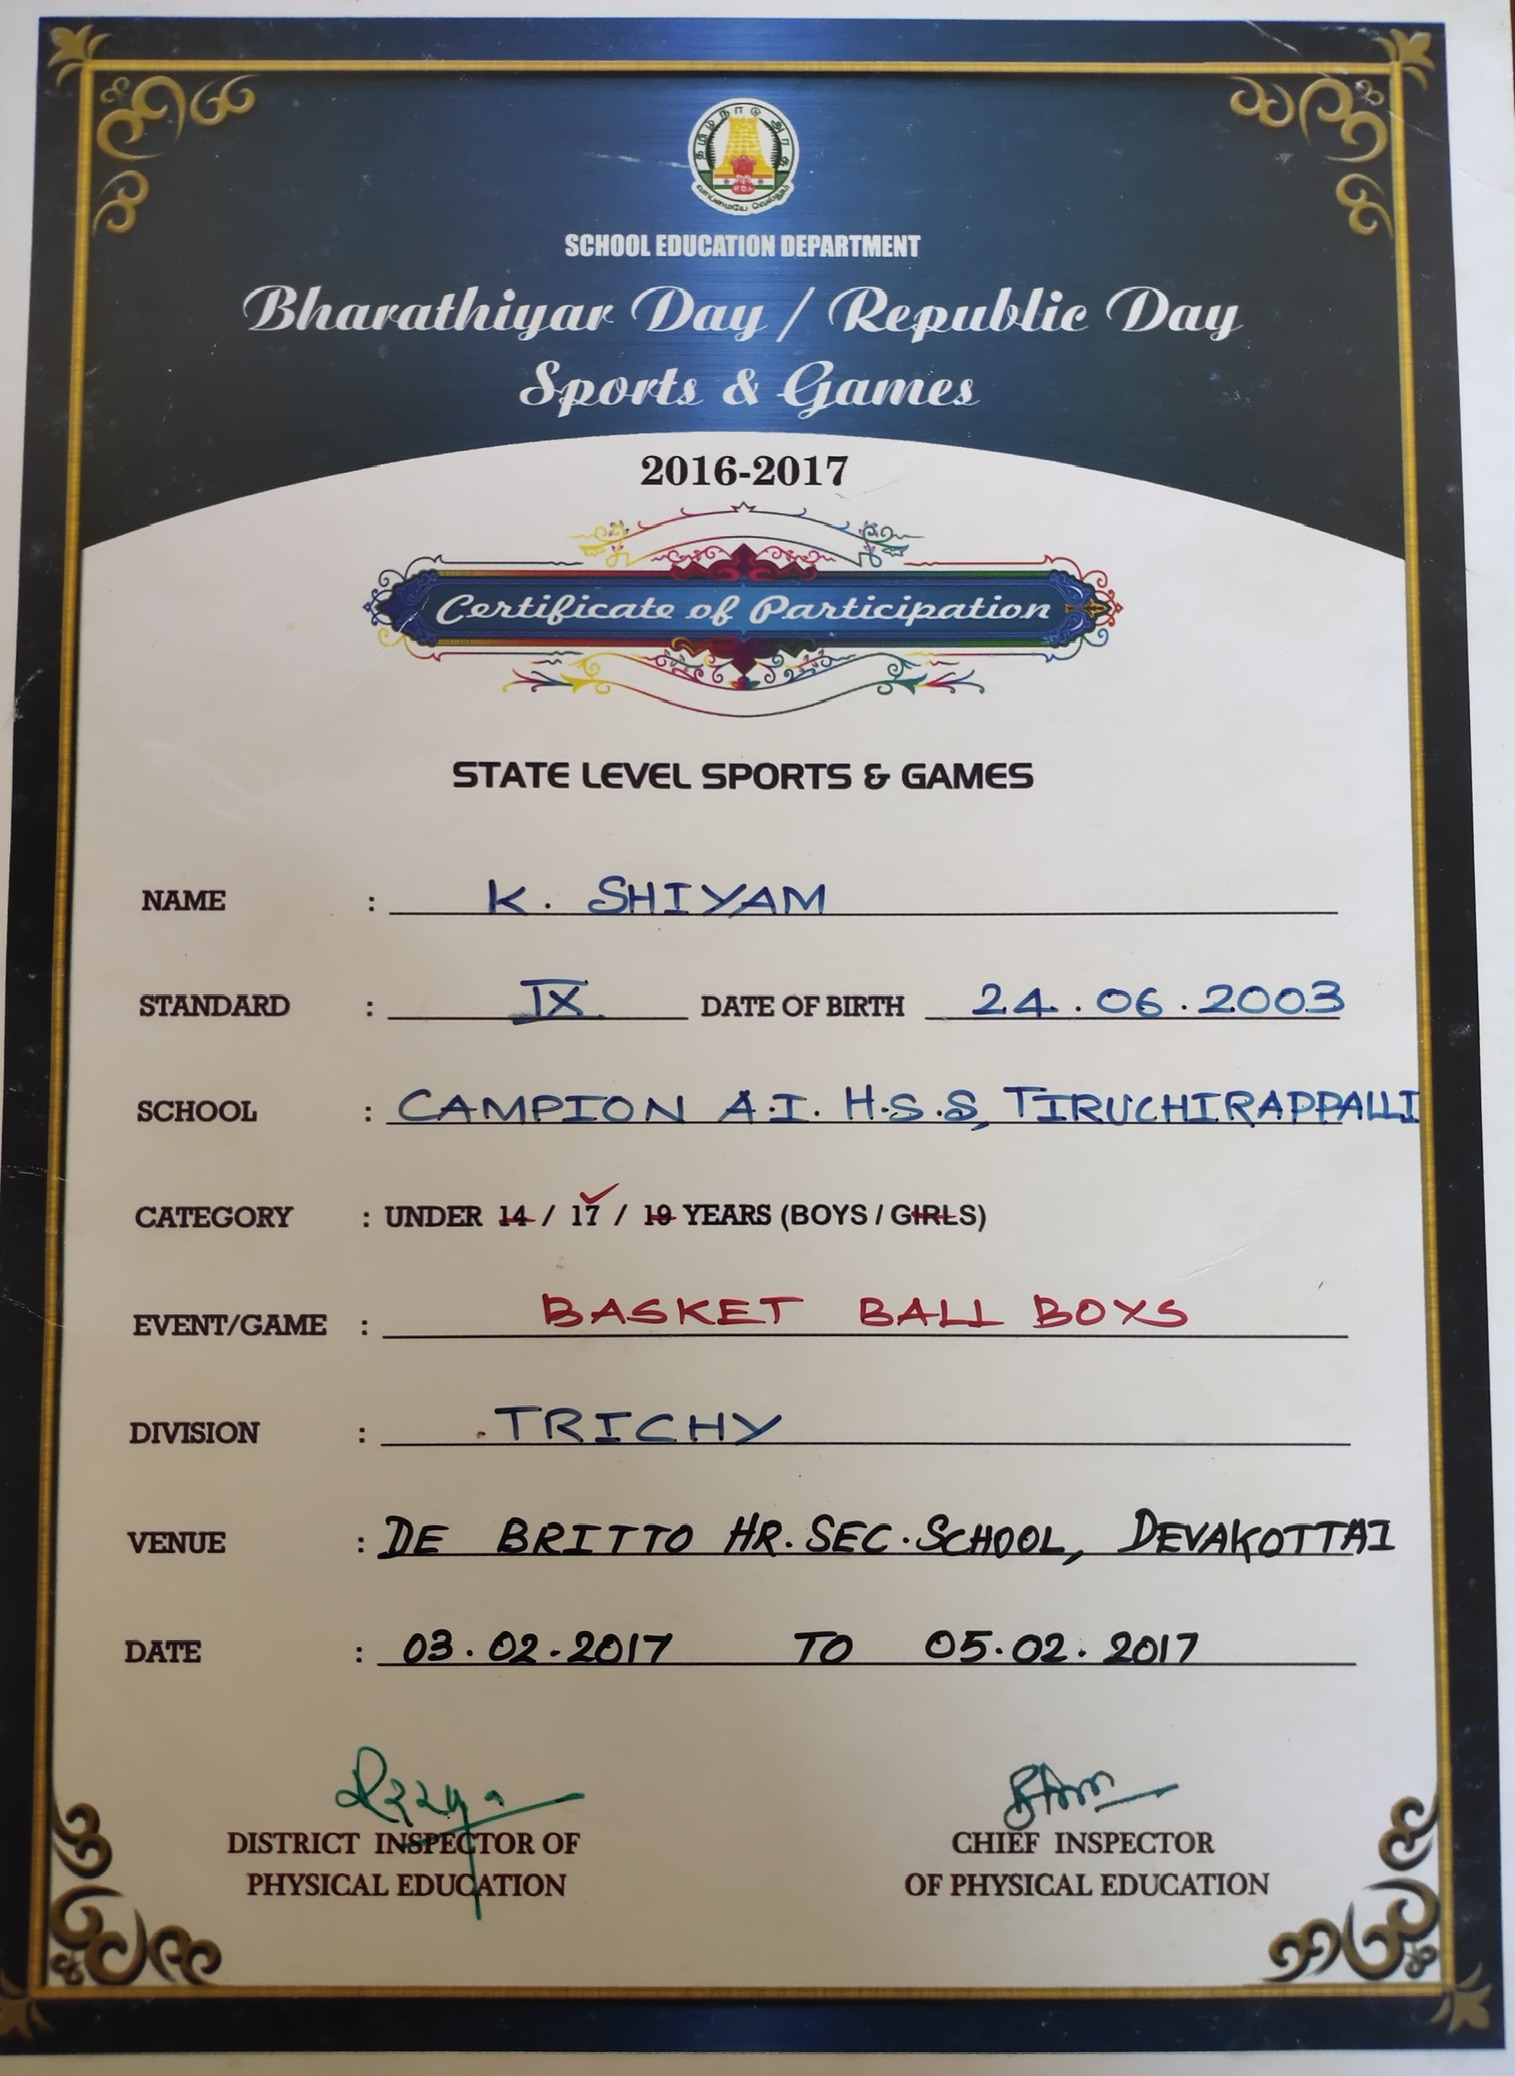 தமிழ்நாடு அரசு
வாய்மையே வெல்லும்
SCHOOL EDUCATION DEPARTMENT
Bharathiyar Day / Republic Day
Sports & Games
2016-2017
Certificate of Participation
STATE LEVEL SPORTS & GAMES
NAME : K. SHIYAM
STANDARD : IX DATE OF BIRTH 24.06.2003
SCHOOL : CAMPION A.I. H.S.S, TIRUCHIRAPPALLI
CATEGORY : UNDER 14 / 17 / 19 YEARS (BOYS / GIRLS)
EVENT/GAME : BASKET BALL BOYS
DIVISION : TRICHY
VENUE : DE BRITTO HR.SEC.SCHOOL, DEVAKOTTAI
DATE : 03.02.2017 TO 05.02.2017
DISTRICT INSPECTOR OF
PHYSICAL EDUCATION
CHIEF INSPECTOR
OF PHYSICAL EDUCATION